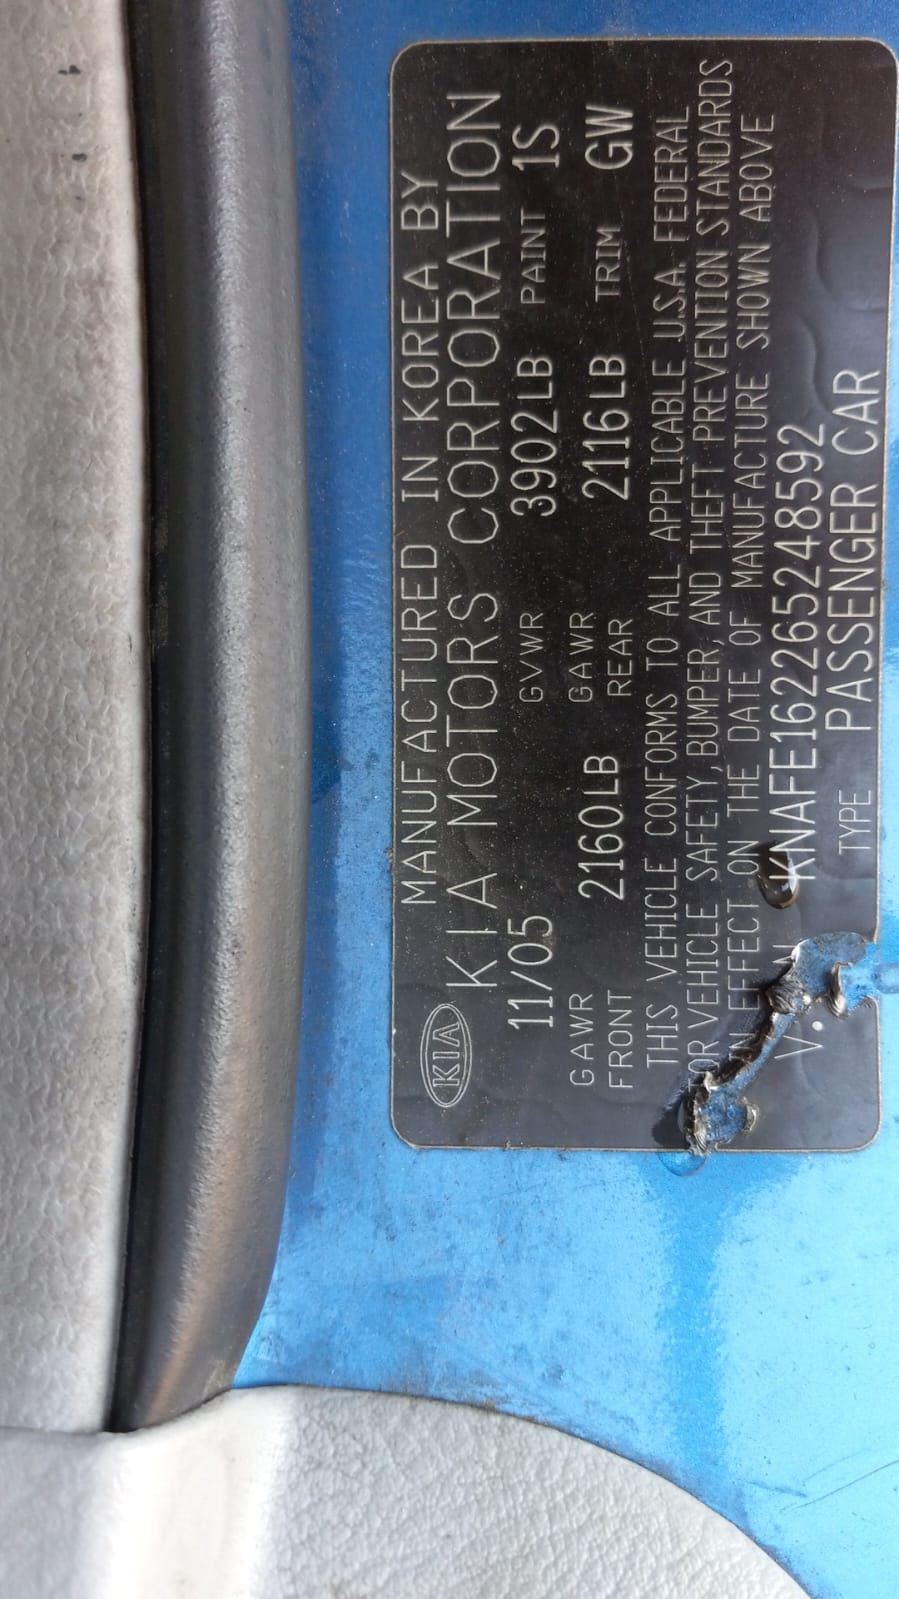 KIA
MANUFACTURED IN KOREA BY
KIA MOTORS CORPORATION
11/05 GVWR 3902LB PAINT 1S
GAWR FRONT 2160LB GAWR REAR 2116LB TRIM GW
THIS VEHICLE CONFORMS TO ALL APPLICABLE U.S.A. FEDERAL
FOR VEHICLE SAFETY, BUMPER, AND THEFT PREVENTION STANDARDS
IN EFFECT ON THE DATE OF MANUFACTURE SHOWN ABOVE
KNAFE162265248592
TYPE PASSENGER CAR